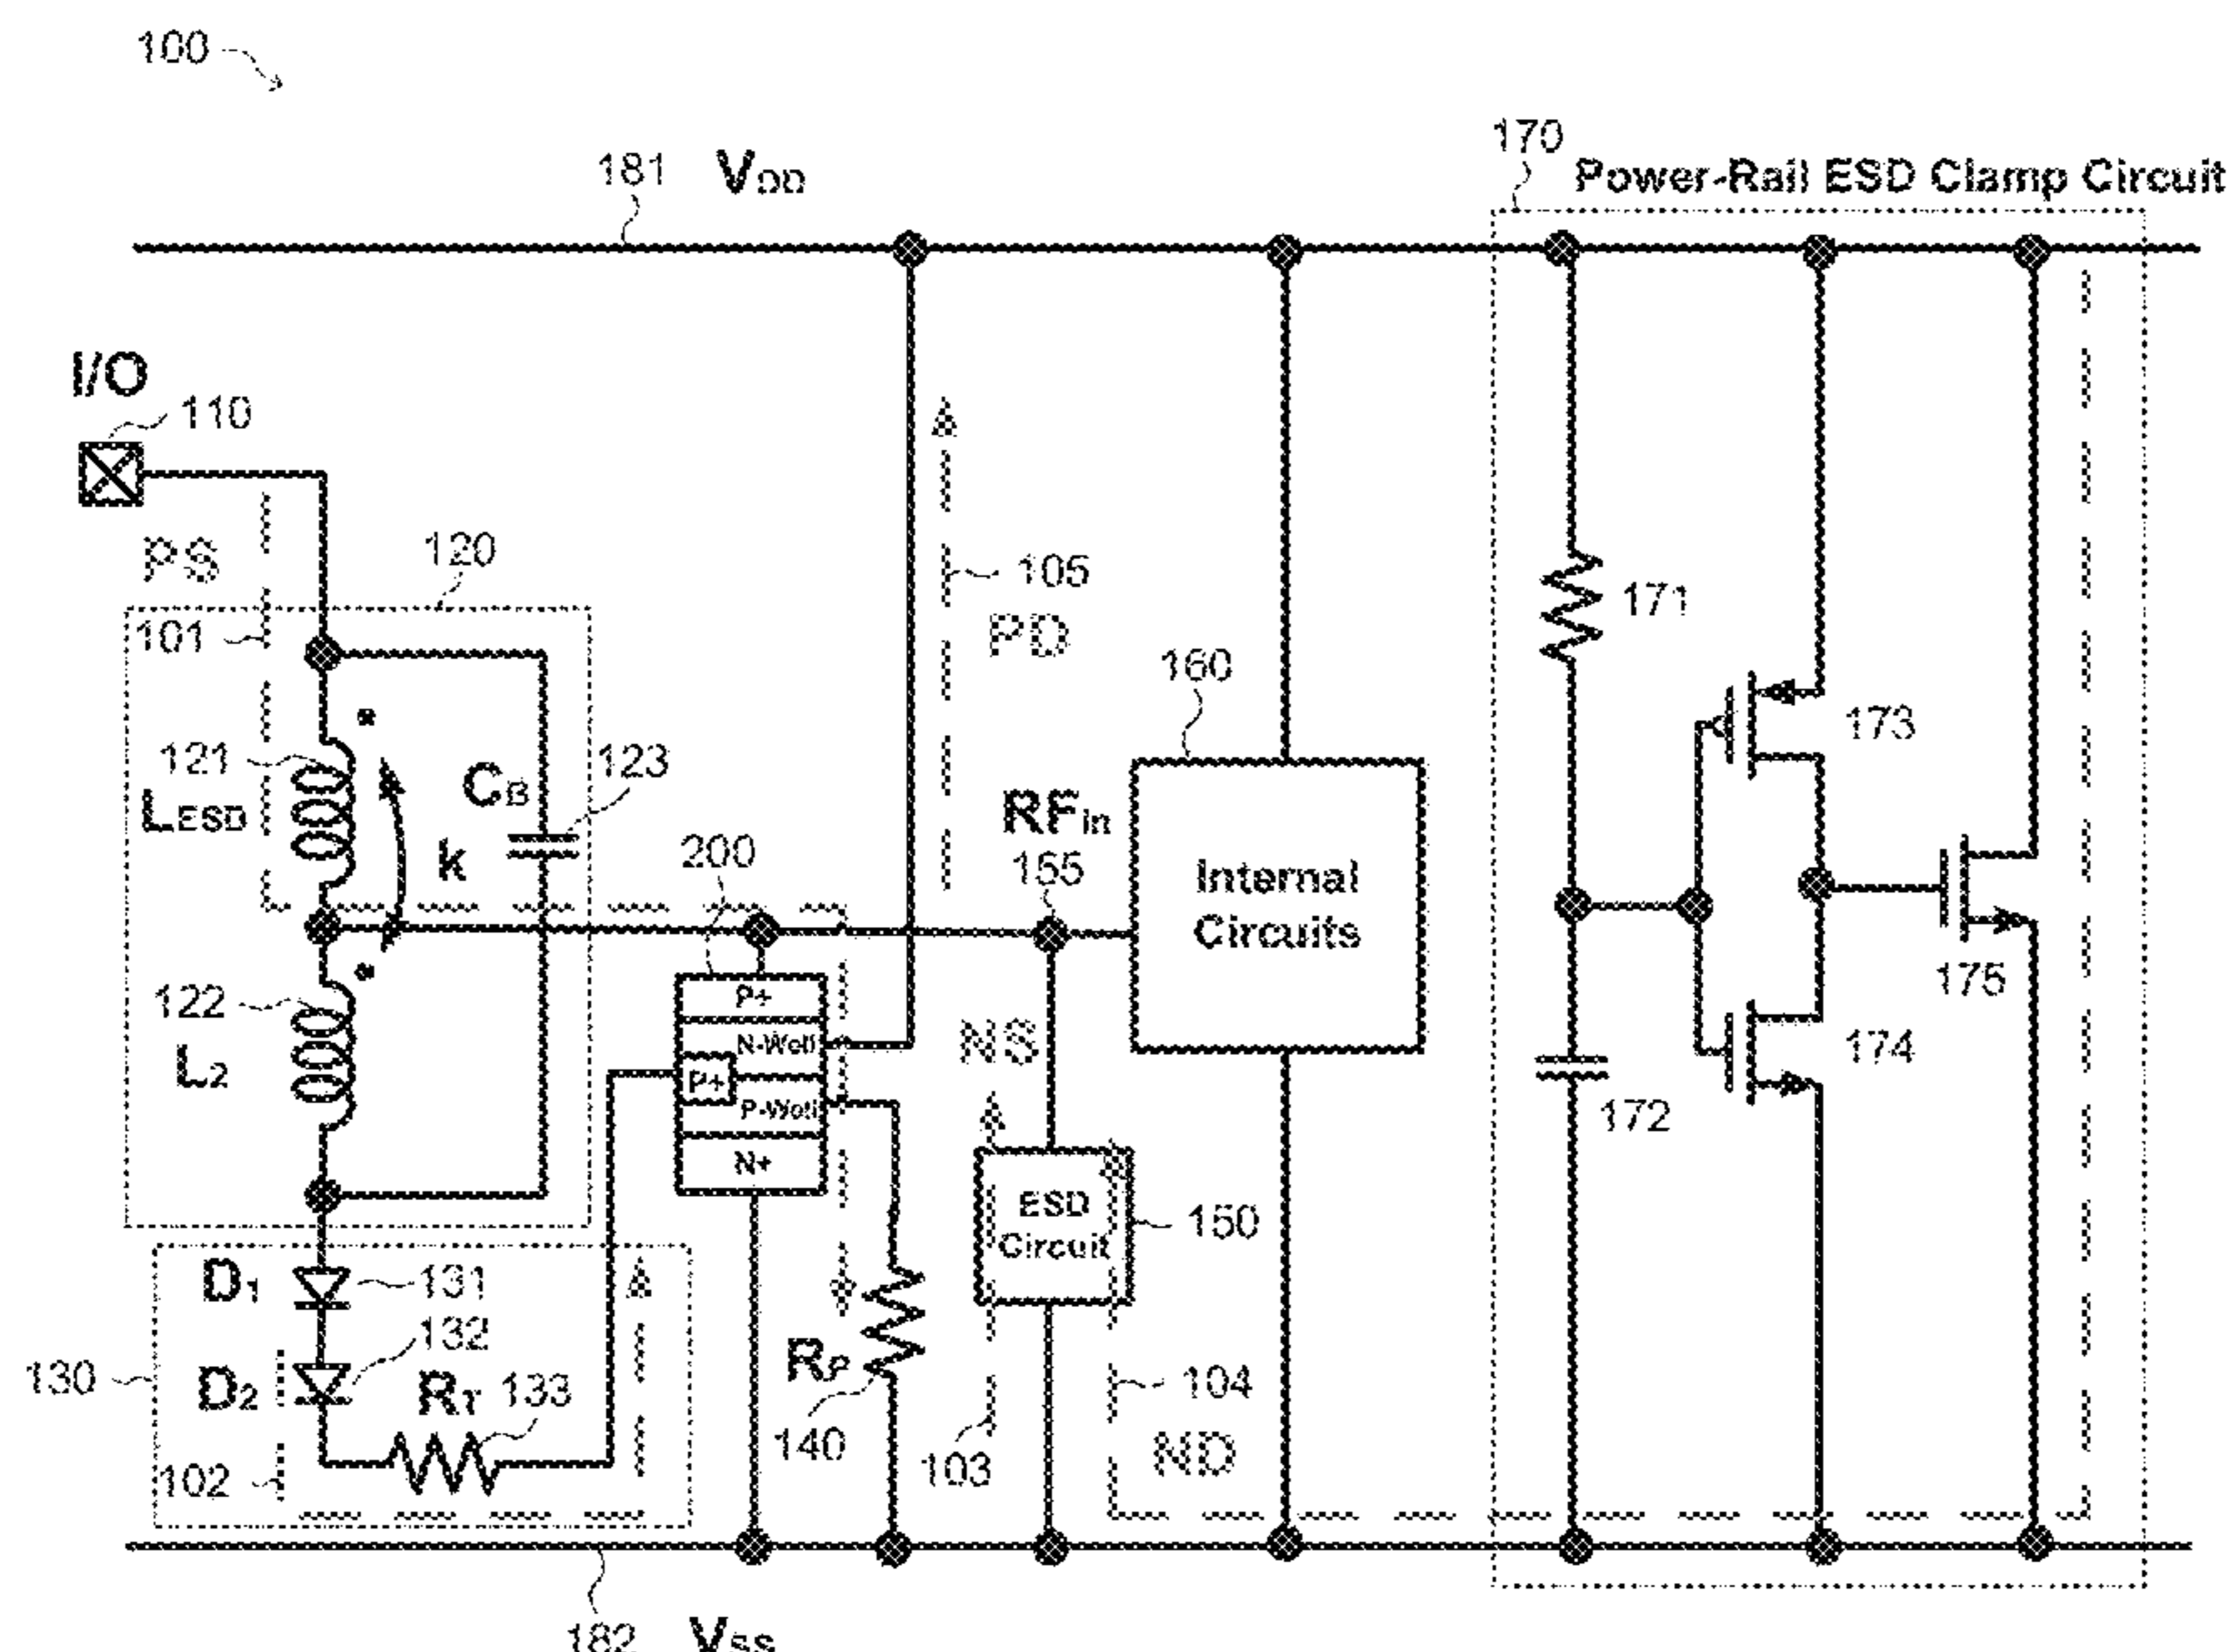 100
170
181 VDD
Power-Rail ESD Clamp Circuit
I/O
110
PS
120
101
105
PD
171
160
173
121
LESD
CB
123
k
200
RFin
155
Internal
Circuits
P+
175
122
L2
N-Well
P+
P-Well
N+
NS
174
172
ESD
Circuit
150
D1
131
132
130
D2
RT
133
RP
140
104
103
ND
102
182 VSS